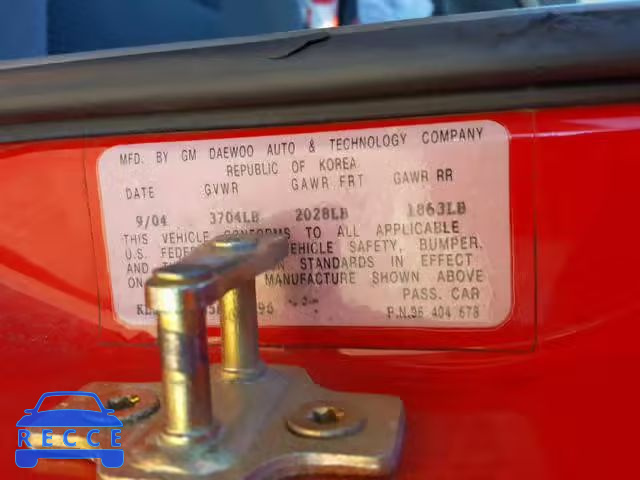 MFD. BY GM DAEWOO AUTO & TECHNOLOGY COMPANY
REPUBLIC OF KOREA
DATE GVWR GAWR FRT GAWR RR
9/04 3704LB 2028LB 1863LB
THIS VEHICLE CONFORMS TO ALL APPLICABLE
U.S. VEHICLE SAFETY, BUMPER,
AND STANDARDS IN EFFECT
ON MANUFACTURE SHOWN ABOVE
PASS. CAR
P.N.96 404 678
RECCE